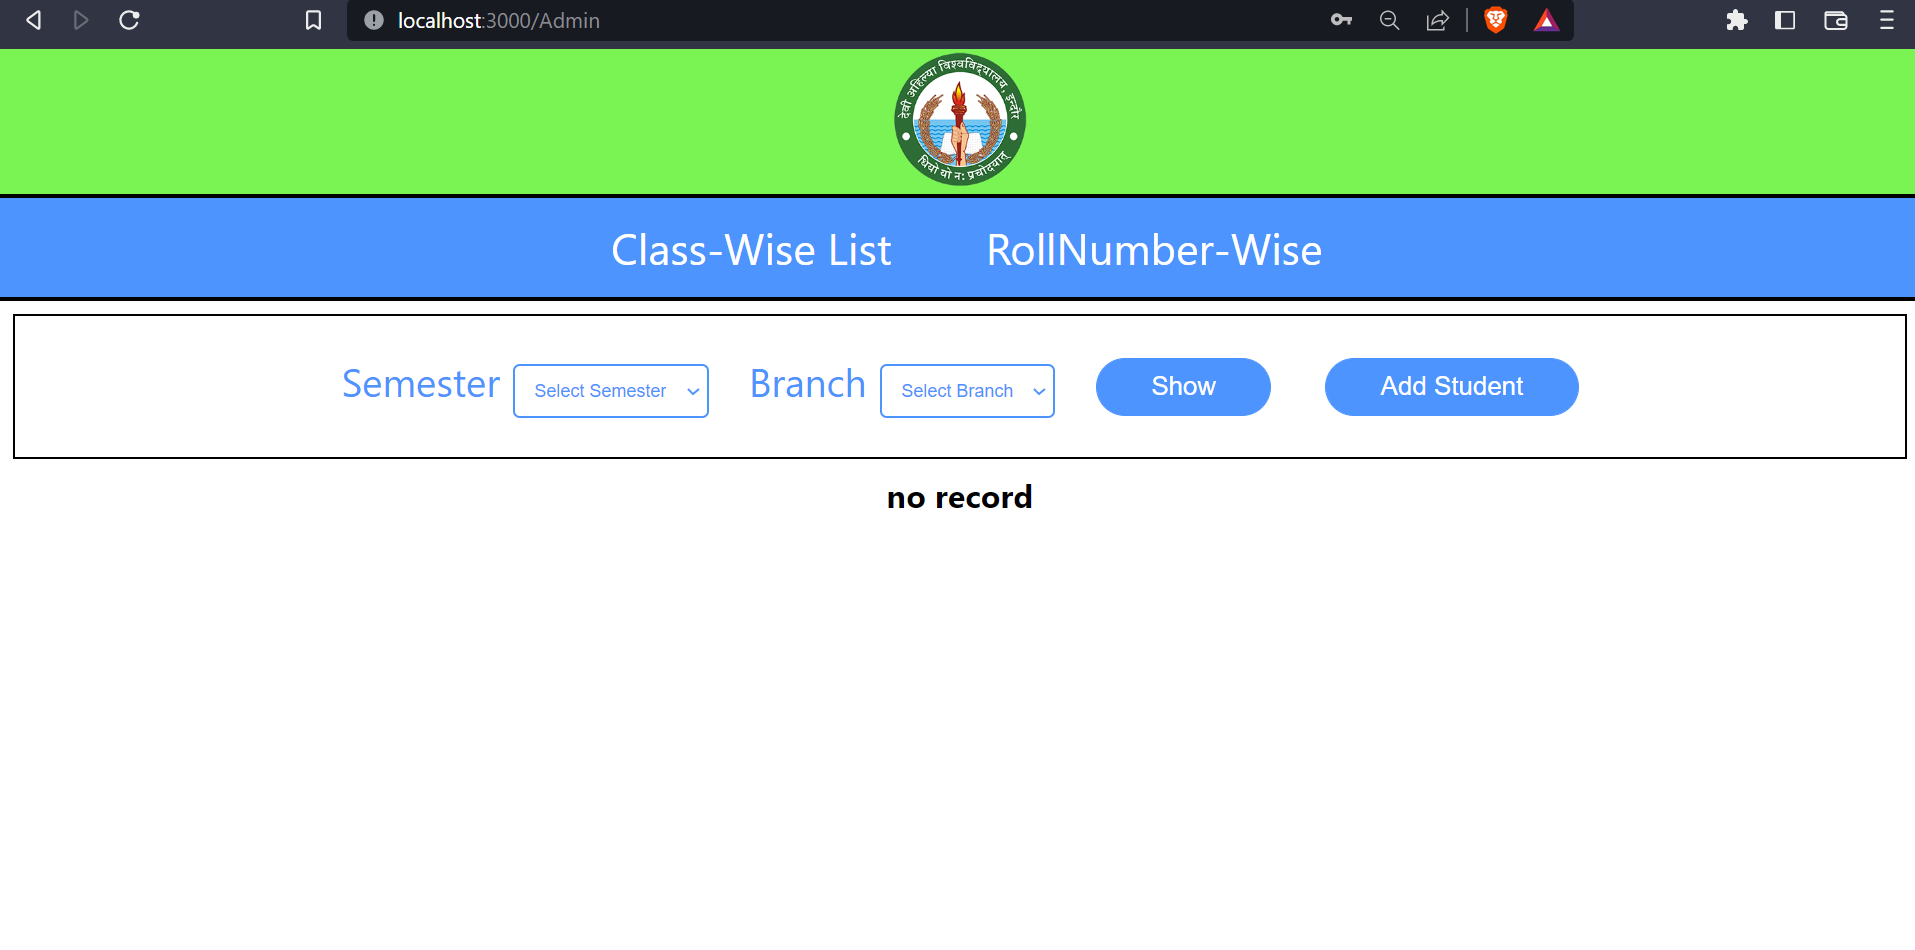 localhost:3000/Admin
देवी अहिल्या विश्वविद्यालय, इन्दौर
धियो यो नः प्रचोदयात्
Class-Wise List RollNumber-Wise
Semester Select Semester Branch Select Branch Show Add Student
no record